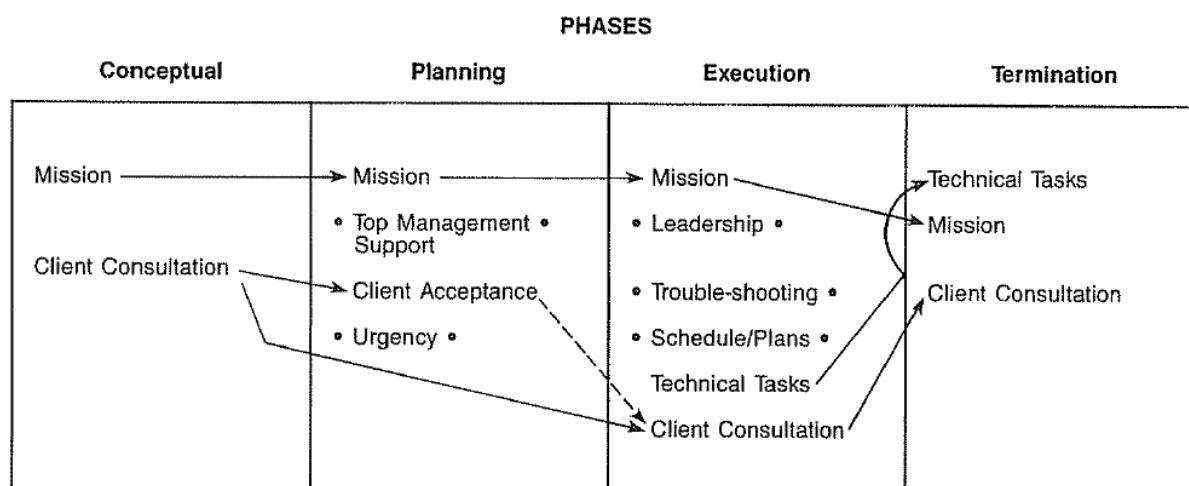 PHASES
Conceptual
Planning
Execution
Termination
Mission
Client Consultation
Mission
• Top Management •
Support
Client Acceptance
• Urgency •
Mission
• Leadership •
• Trouble-shooting •
• Schedule/Plans •
Technical Tasks
Client Consultation
Technical Tasks
Mission
Client Consultation